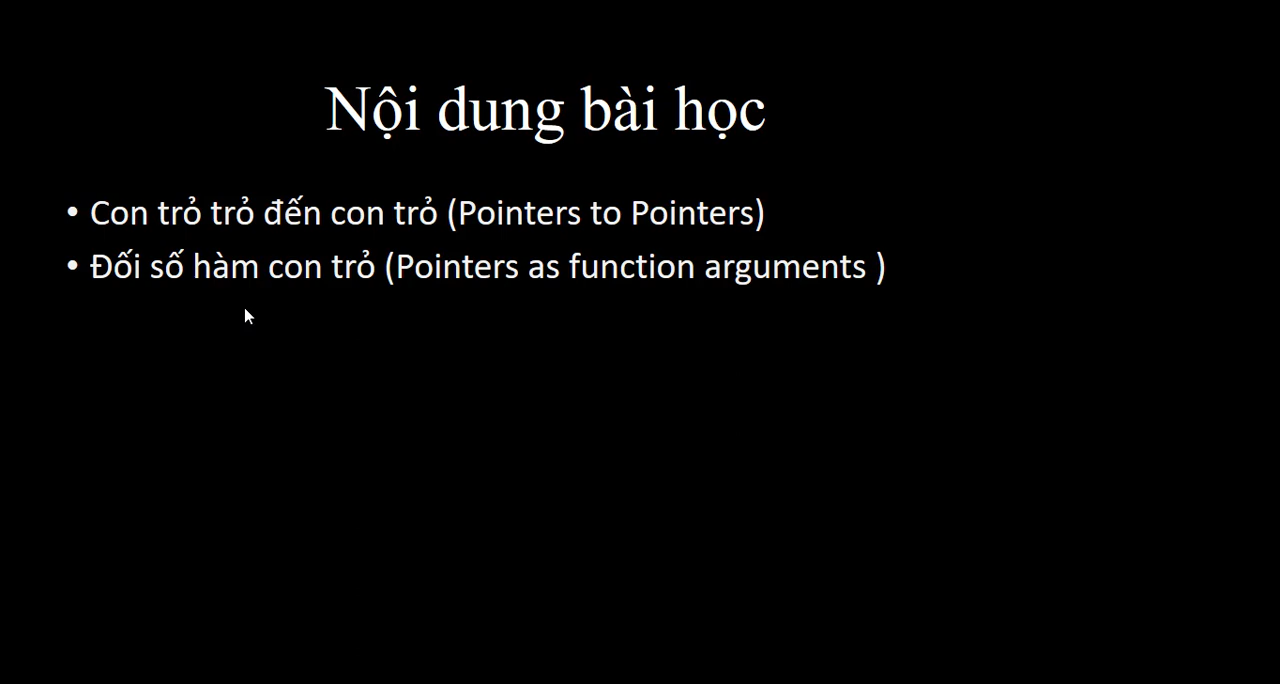 Nội dung bài học
• Con trỏ trỏ đến con trỏ (Pointers to Pointers)
• Đối số hàm con trỏ (Pointers as function arguments )